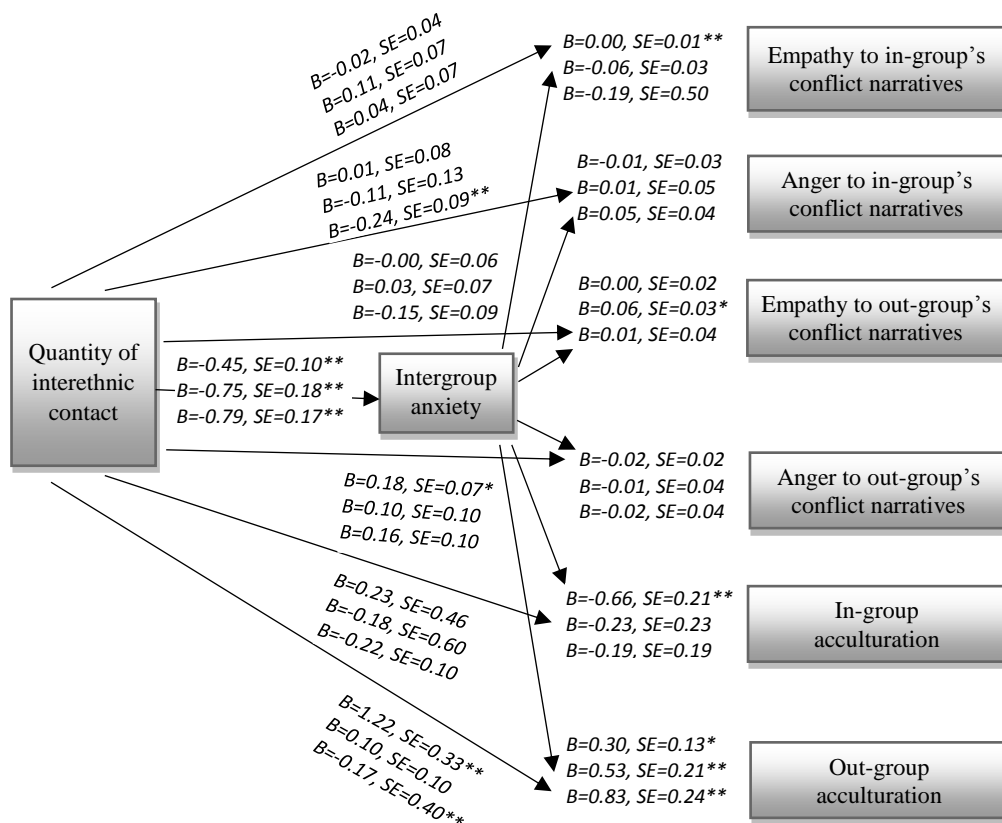 B=-0.02, SE=0.04
B=0.11, SE=0.07
B=0.04, SE=0.07
B=0.00, SE=0.01**
B=-0.06, SE=0.03
B=-0.19, SE=0.50
Empathy to in-group's
conflict narratives
B=0.01, SE=0.08
B=-0.11, SE=0.13
B=-0.24, SE=0.09**
B=-0.01, SE=0.03
B=0.01, SE=0.05
B=0.05, SE=0.04
Anger to in-group's
conflict narratives
B=-0.00, SE=0.06
B=0.03, SE=0.07
B=-0.15, SE=0.09
B=0.00, SE=0.02
B=0.06, SE=0.03*
B=0.01, SE=0.04
Empathy to out-group's
conflict narratives
Quantity of
interethnic
contact
B=-0.45, SE=0.10**
B=-0.75, SE=0.18**
B=-0.79, SE=0.17**
Intergroup
anxiety
B=0.18, SE=0.07*
B=0.10, SE=0.10
B=0.16, SE=0.10
B=-0.02, SE=0.02
B=-0.01, SE=0.04
B=-0.02, SE=0.04
Anger to out-group's
conflict narratives
B=0.23, SE=0.46
B=-0.18, SE=0.60
B=-0.22, SE=0.10
B=-0.66, SE=0.21**
B=-0.23, SE=0.23
B=-0.19, SE=0.19
In-group
acculturation
B=1.22, SE=0.33**
B=0.10, SE=0.10
B=-0.17, SE=0.40**
B=0.30, SE=0.13*
B=0.53, SE=0.21**
B=0.83, SE=0.24**
Out-group
acculturation